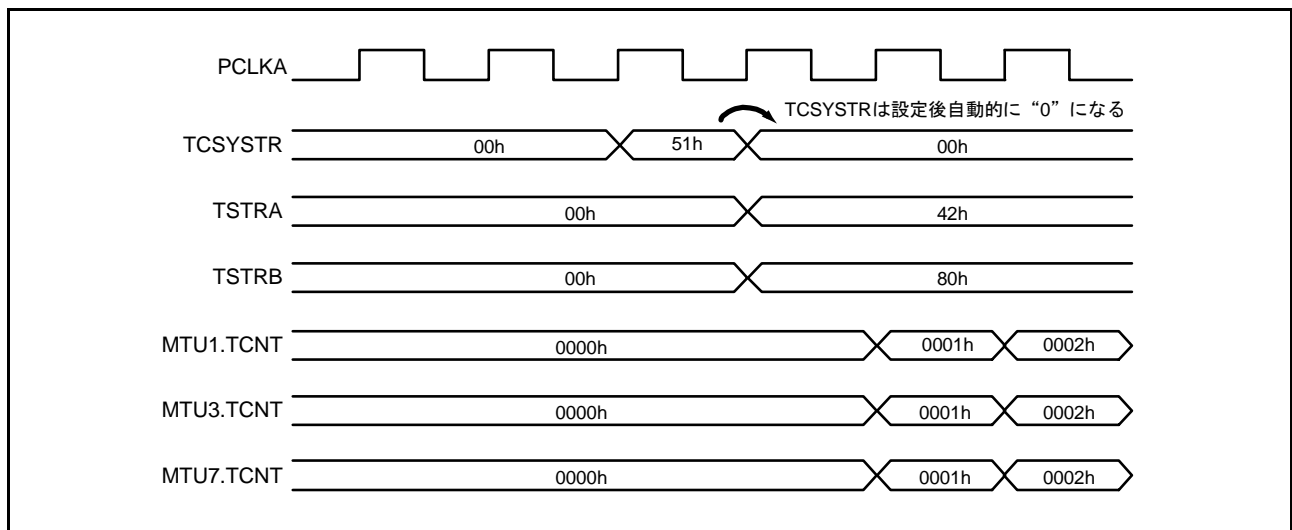 PCLKA
TCSYSTRは設定後自動的に“0”になる
TCSYSTR 00h 51h 00h
TSTRA 00h 42h
TSTRB 00h 80h
MTU1.TCNT 0000h 0001h 0002h
MTU3.TCNT 0000h 0001h 0002h
MTU7.TCNT 0000h 0001h 0002h